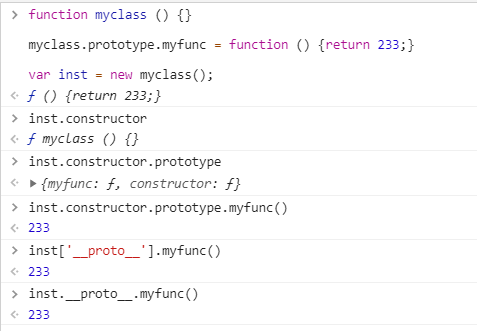 function myclass () {}
myclass.prototype.myfunc = function () {return 233;}
var inst = new myclass();
ƒ () {return 233;}
inst.constructor
ƒ myclass () {}
inst.constructor.prototype
{myfunc: ƒ, constructor: ƒ}
inst.constructor.prototype.myfunc()
233
inst['__proto__'].myfunc()
233
inst.__proto__.myfunc()
233